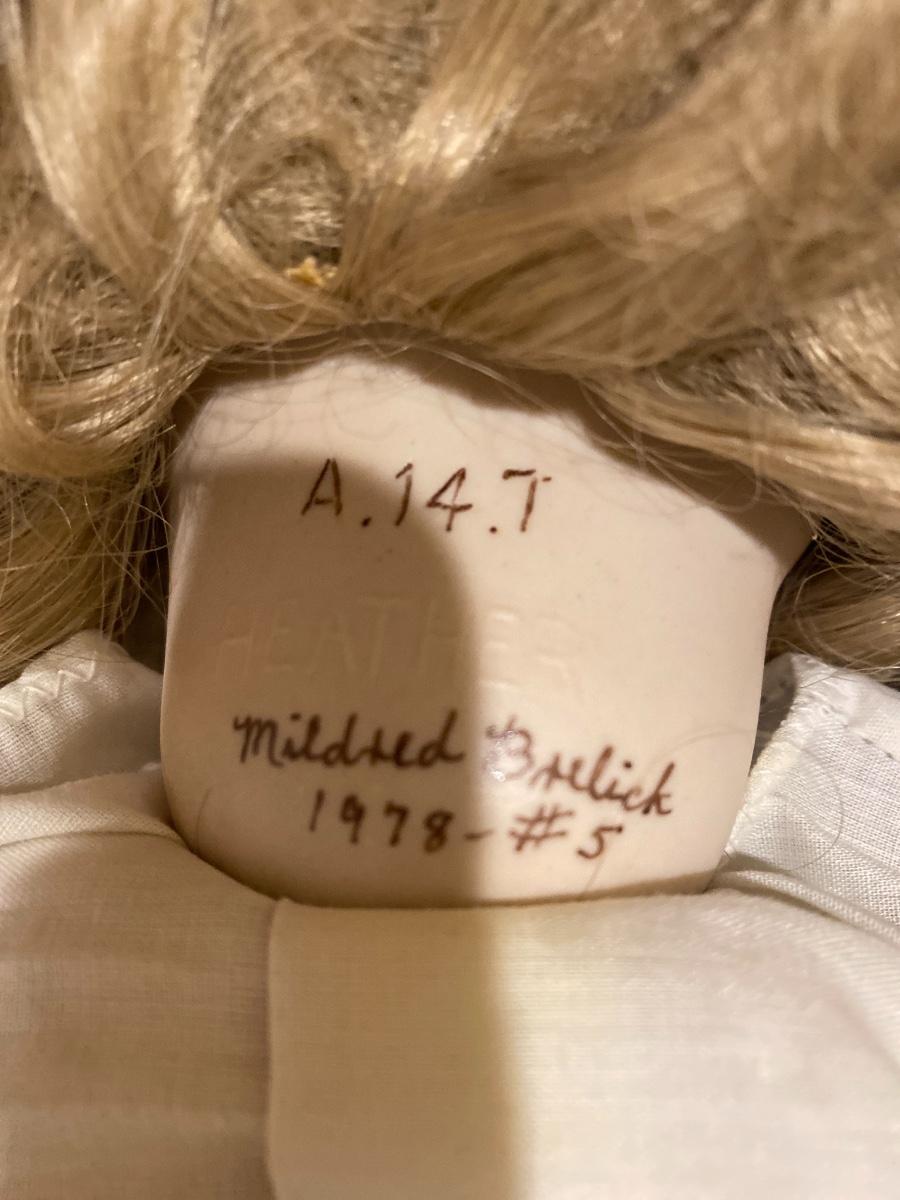 A.14.T
HEATHER
Mildred Brelick
1978-#5